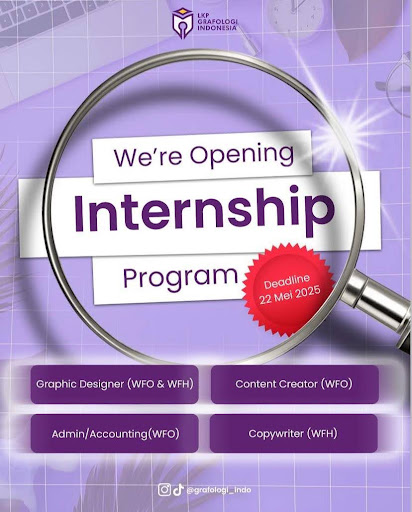 LKP
GRAFOLOGI
INDONESIA
We're Opening
Internship
Program
Deadline
22 Mei 2025
Graphic Designer (WFO & WFH)
Content Creator (WFO)
Admin/Accounting(WFO)
Copywriter (WFH)
@grafologi_indo